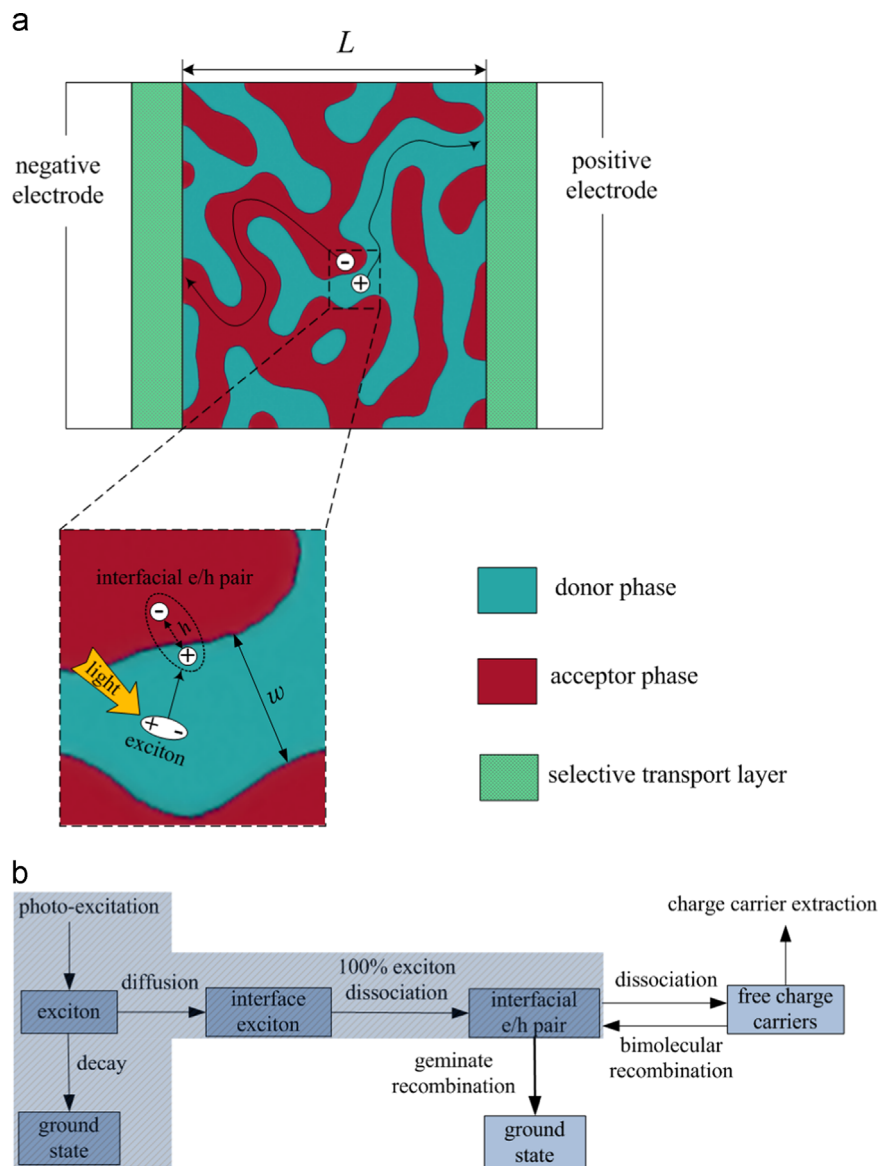 a
L
negative
electrode
positive
electrode
-
+
interfacial e/h pair
-
h
+
light
+ -
exciton
w
donor phase
acceptor phase
selective transport layer
b
photo-excitation
charge carrier extraction
diffusion
100% exciton
dissociation
dissociation
exciton
interface
exciton
interfacial
e/h pair
free charge
carriers
decay
geminate
recombination
bimolecular
recombination
ground
state
ground
state